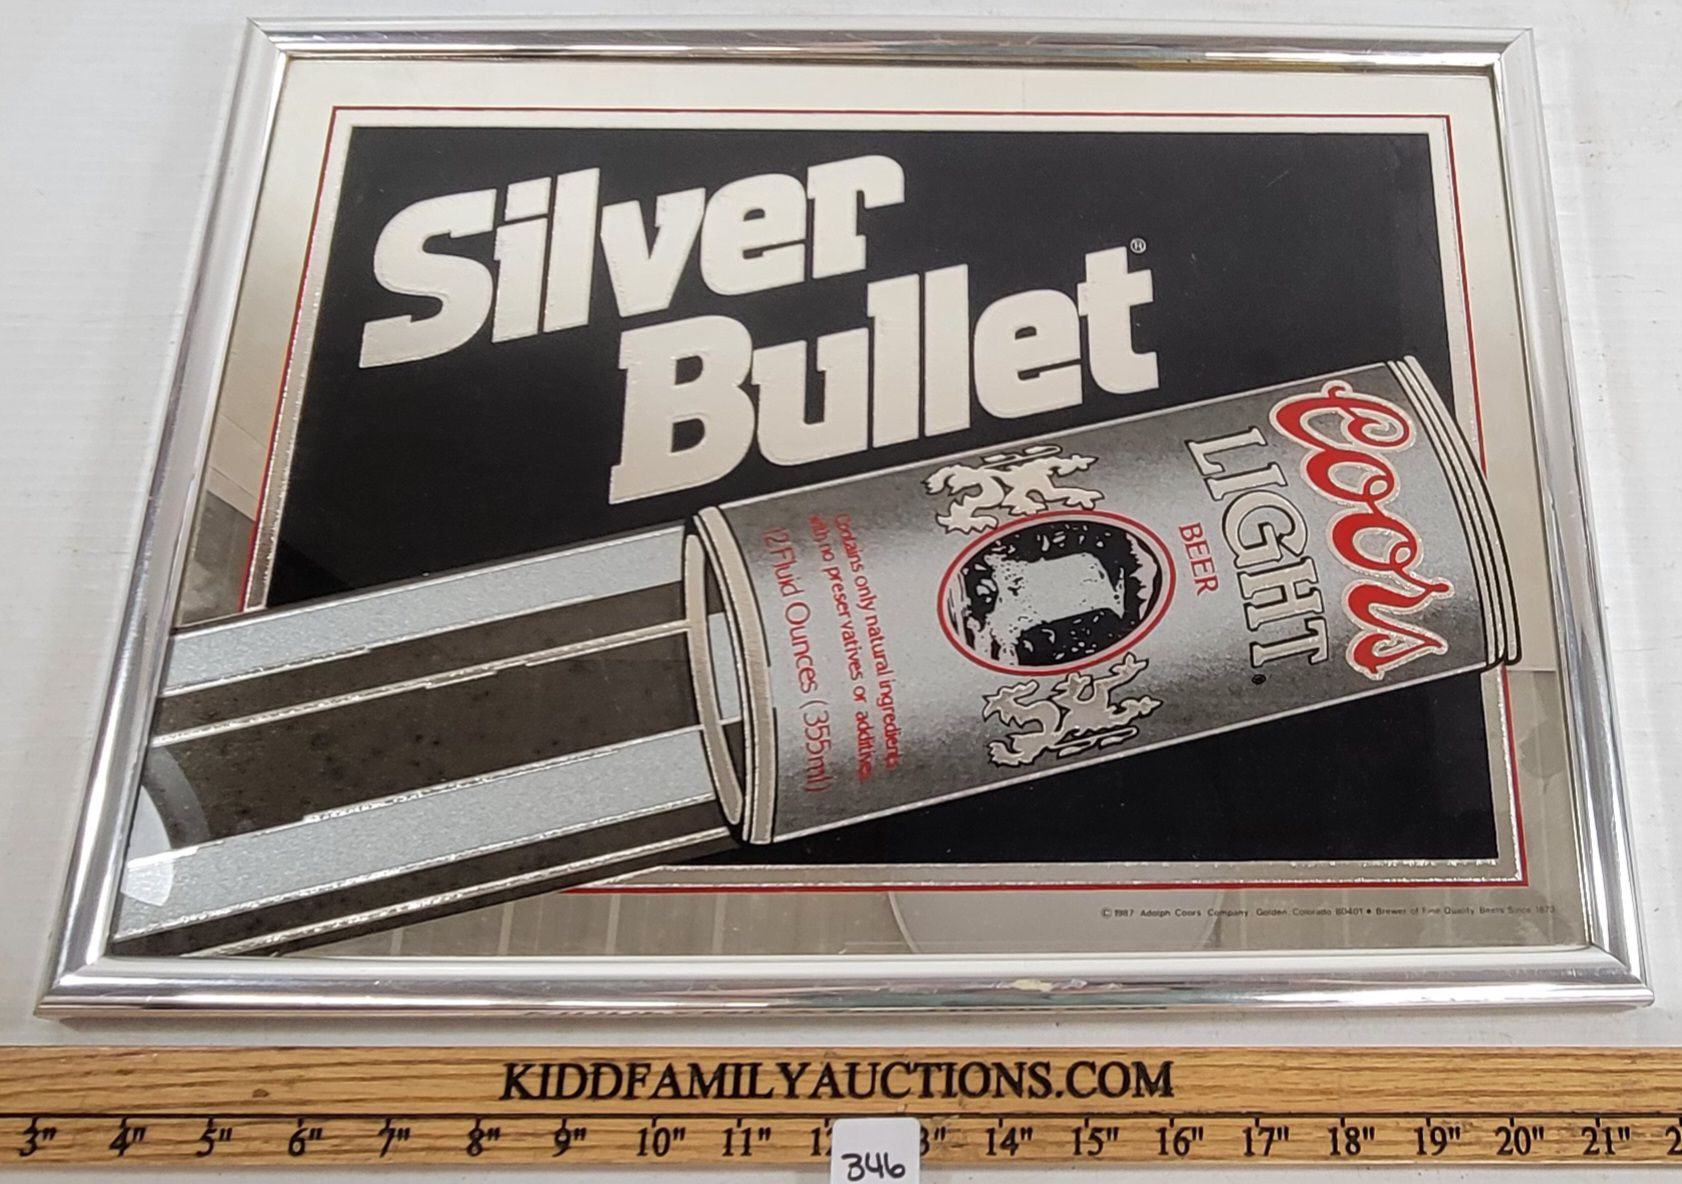 Silver
Bullet®
Coors
LIGHT®
BEER
Contains only natural ingredients
with no preservatives or additives
12 Fluid Ounces (355ml)
© 1987 Adolph Coors Company, Golden, Colorado 80401 • Brewer of Fine Quality Beers Since 1873
KIDDFAMILYAUCTIONS.COM
3" 4" 5" 6" 7" 8" 9" 10" 11" 14" 15" 16" 17" 18" 19" 20" 21"
346